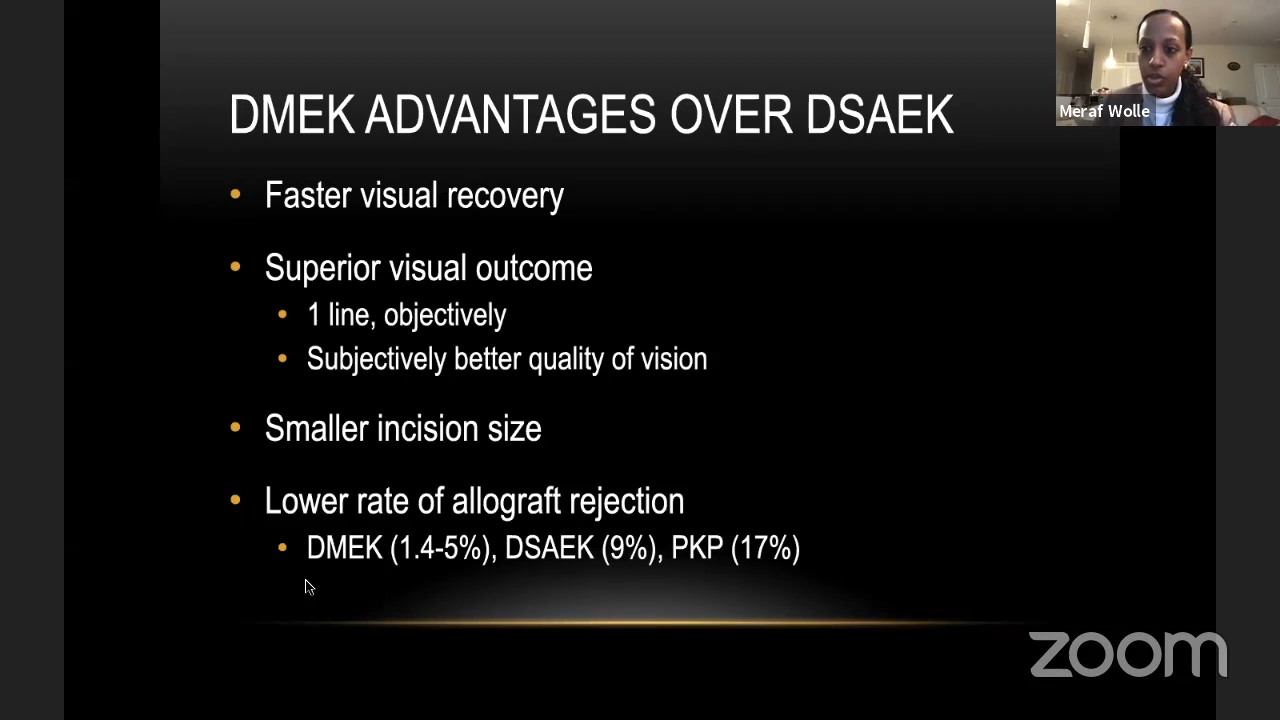 DMEK ADVANTAGES OVER DSAEK
Meraf Wolle
• Faster visual recovery
• Superior visual outcome
• 1 line, objectively
• Subjectively better quality of vision
• Smaller incision size
• Lower rate of allograft rejection
• DMEK (1.4-5%), DSAEK (9%), PKP (17%)
zoom